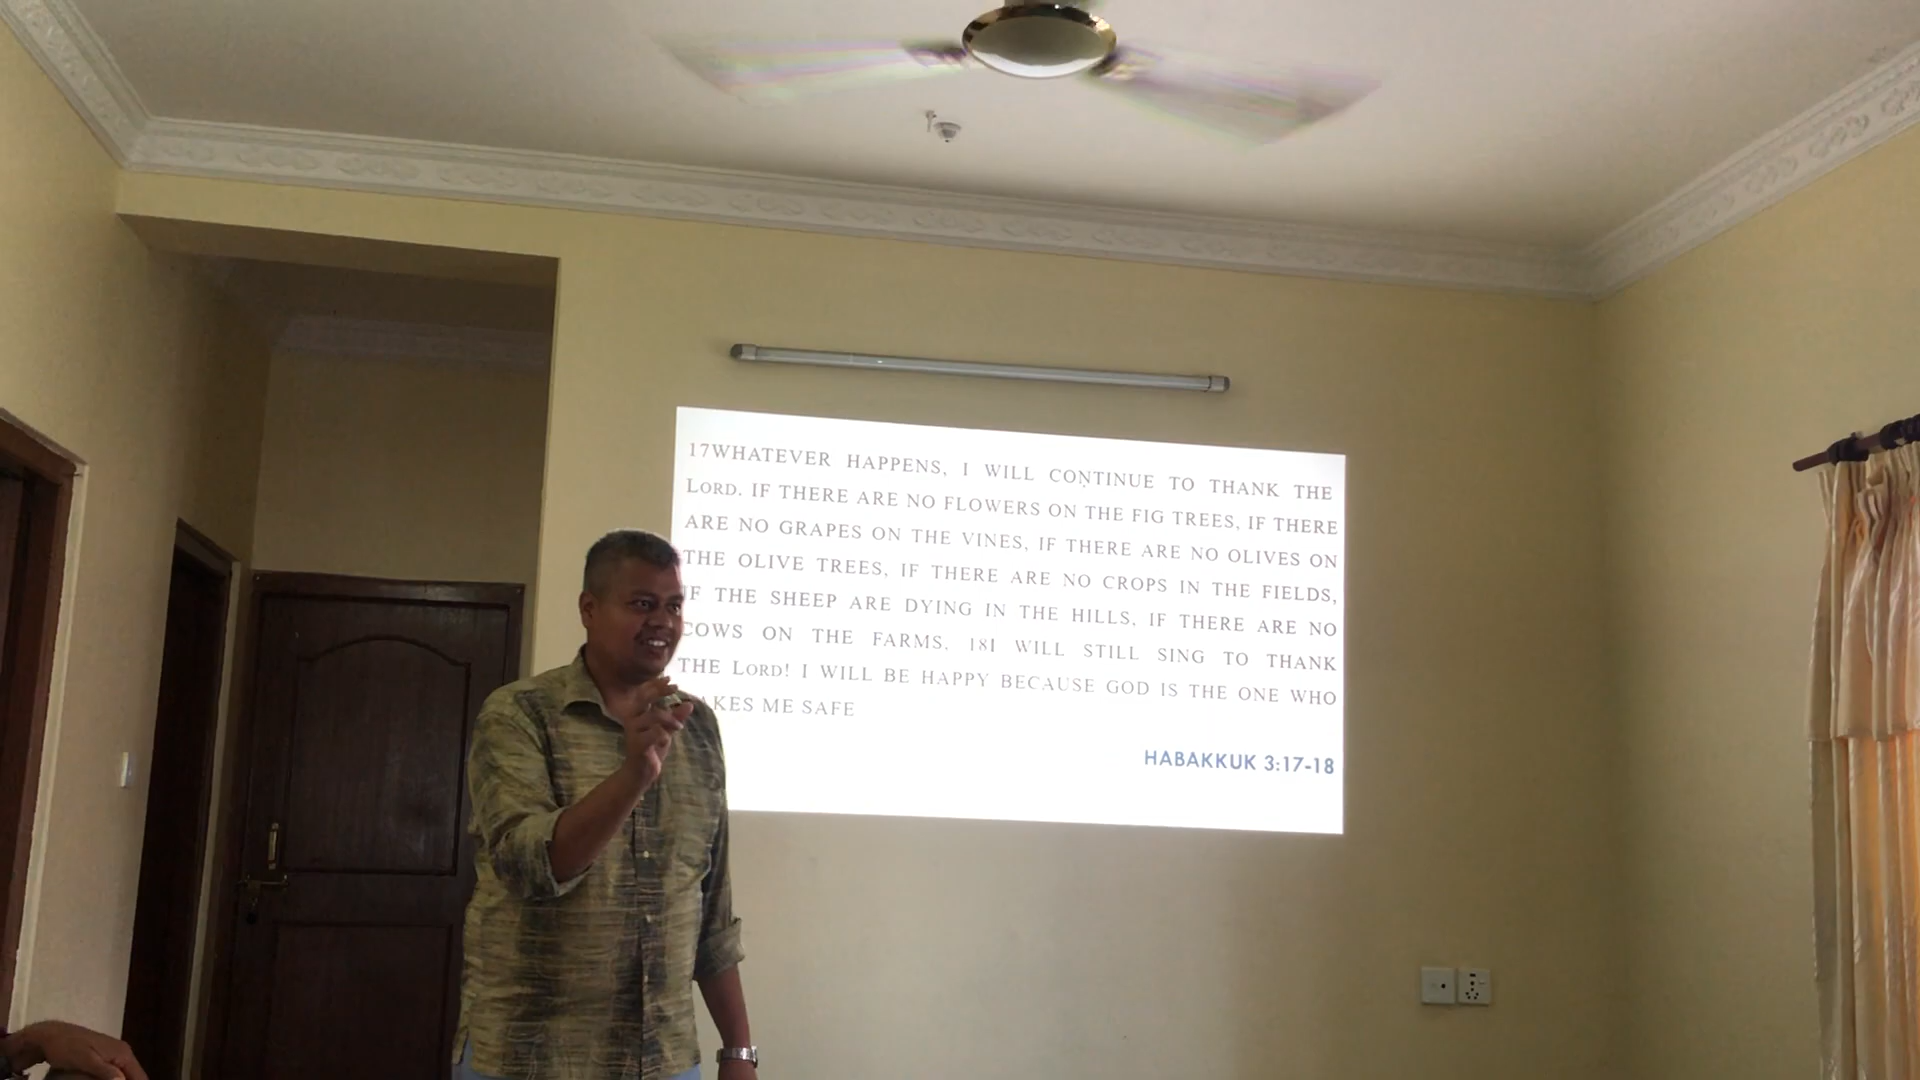 17WHATEVER HAPPENS, I WILL CONTINUE TO THANK THE
LORD. IF THERE ARE NO FLOWERS ON THE FIG TREES, IF THERE
ARE NO GRAPES ON THE VINES, IF THERE ARE NO OLIVES ON
THE OLIVE TREES, IF THERE ARE NO CROPS IN THE FIELDS,
IF THE SHEEP ARE DYING IN THE HILLS, IF THERE ARE NO
COWS ON THE FARMS. 18I WILL STILL SING TO THANK
THE LORD! I WILL BE HAPPY BECAUSE GOD IS THE ONE WHO
ME SAFE
HABAKKUK 3:17-18